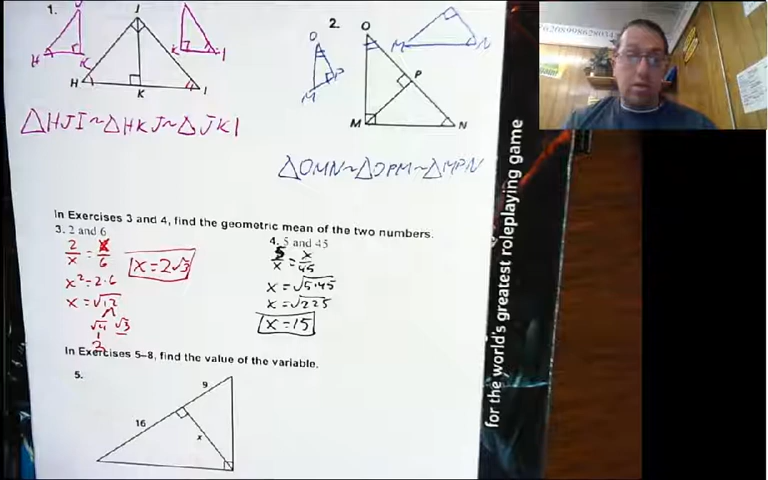 1.
J
H
K
I
J
H
K
K
I
△HJI~△HKJ~△JKI
2.
O
P
M
N
O
P
M
M
N
△OMN~△OPM~△MPN
In Exercises 3 and 4, find the geometric mean of the two numbers.
3. 2 and 6
2/x = x/6
x² = 2·6
x = √12
√4 √3
2
x = 2√3
4. 5 and 45
5/x = x/45
x = √5·45
x = √225
x = 15
In Exercises 5–8, find the value of the variable.
5.
9
16
x
for the world's greatest roleplaying game